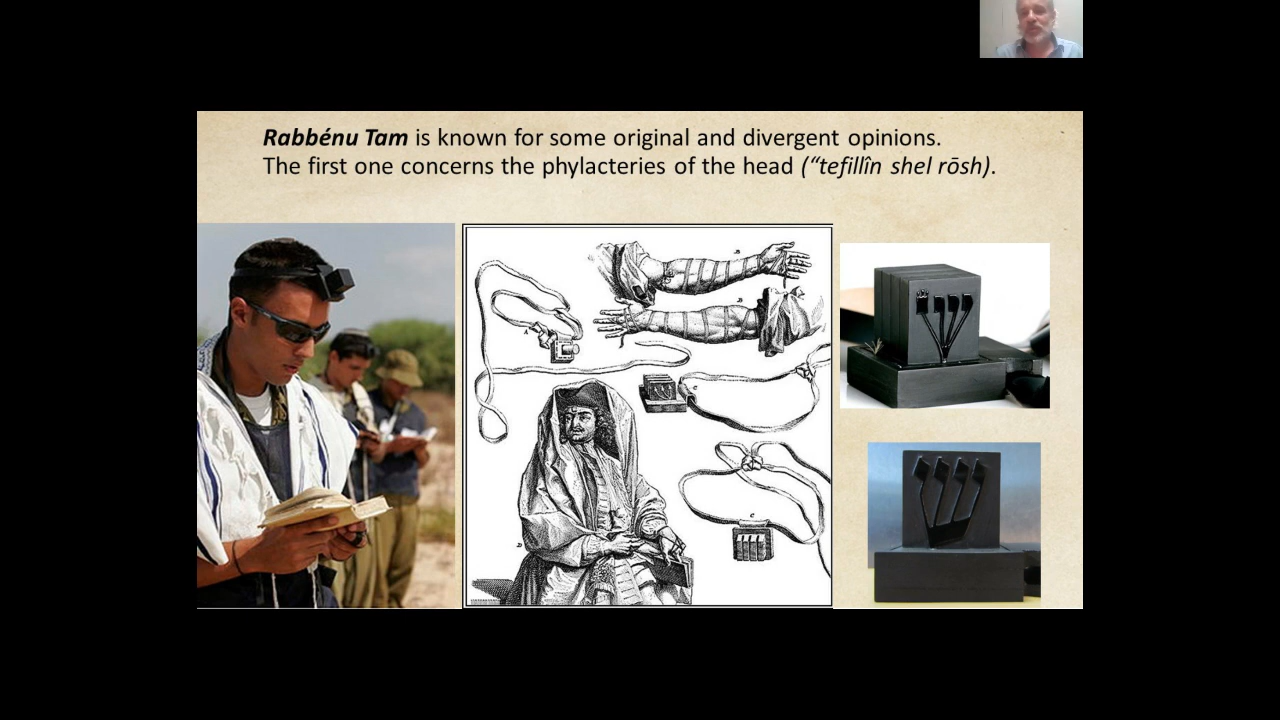 Rabbénu Tam is known for some original and divergent opinions.
The first one concerns the phylacteries of the head (“tefillîn shel rōsh).